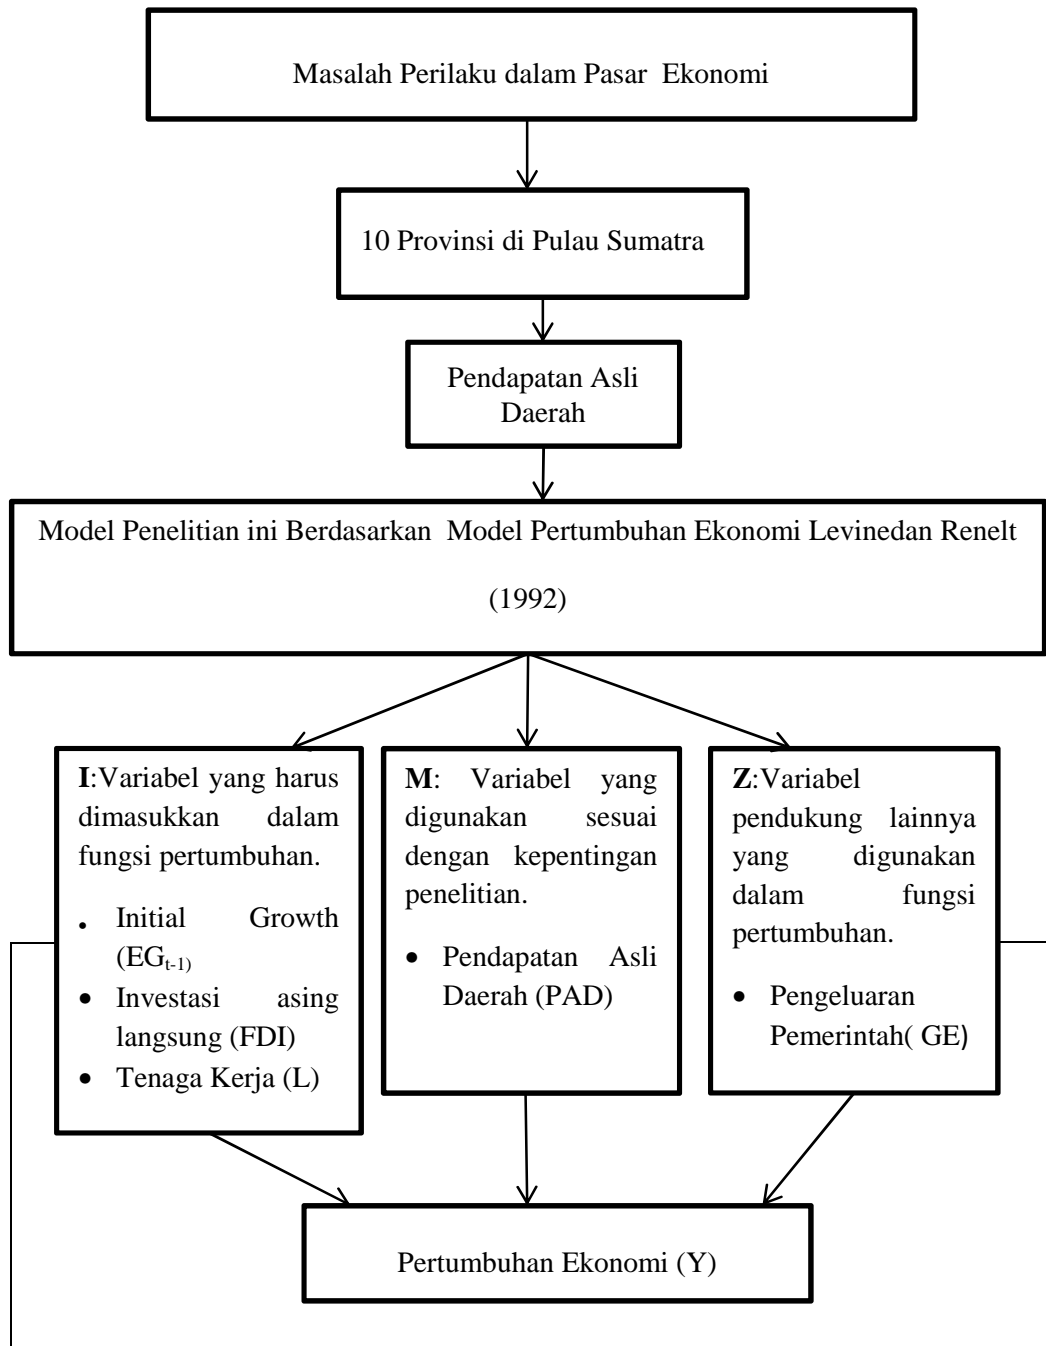 Masalah Perilaku dalam Pasar Ekonomi
10 Provinsi di Pulau Sumatra
Pendapatan Asli
Daerah
Model Penelitian ini Berdasarkan Model Pertumbuhan Ekonomi Levinedan Renelt
(1992)
I:Variabel yang harus
dimasukkan dalam
fungsi pertumbuhan.
• Initial Growth
(EGt-1)
• Investasi asing
langsung (FDI)
• Tenaga Kerja (L)
M: Variabel yang
digunakan sesuai
dengan kepentingan
penelitian.
• Pendapatan Asli
Daerah (PAD)
Z:Variabel
pendukung lainnya
yang digunakan
dalam fungsi
pertumbuhan.
• Pengeluaran
Pemerintah( GE)
Pertumbuhan Ekonomi (Y)